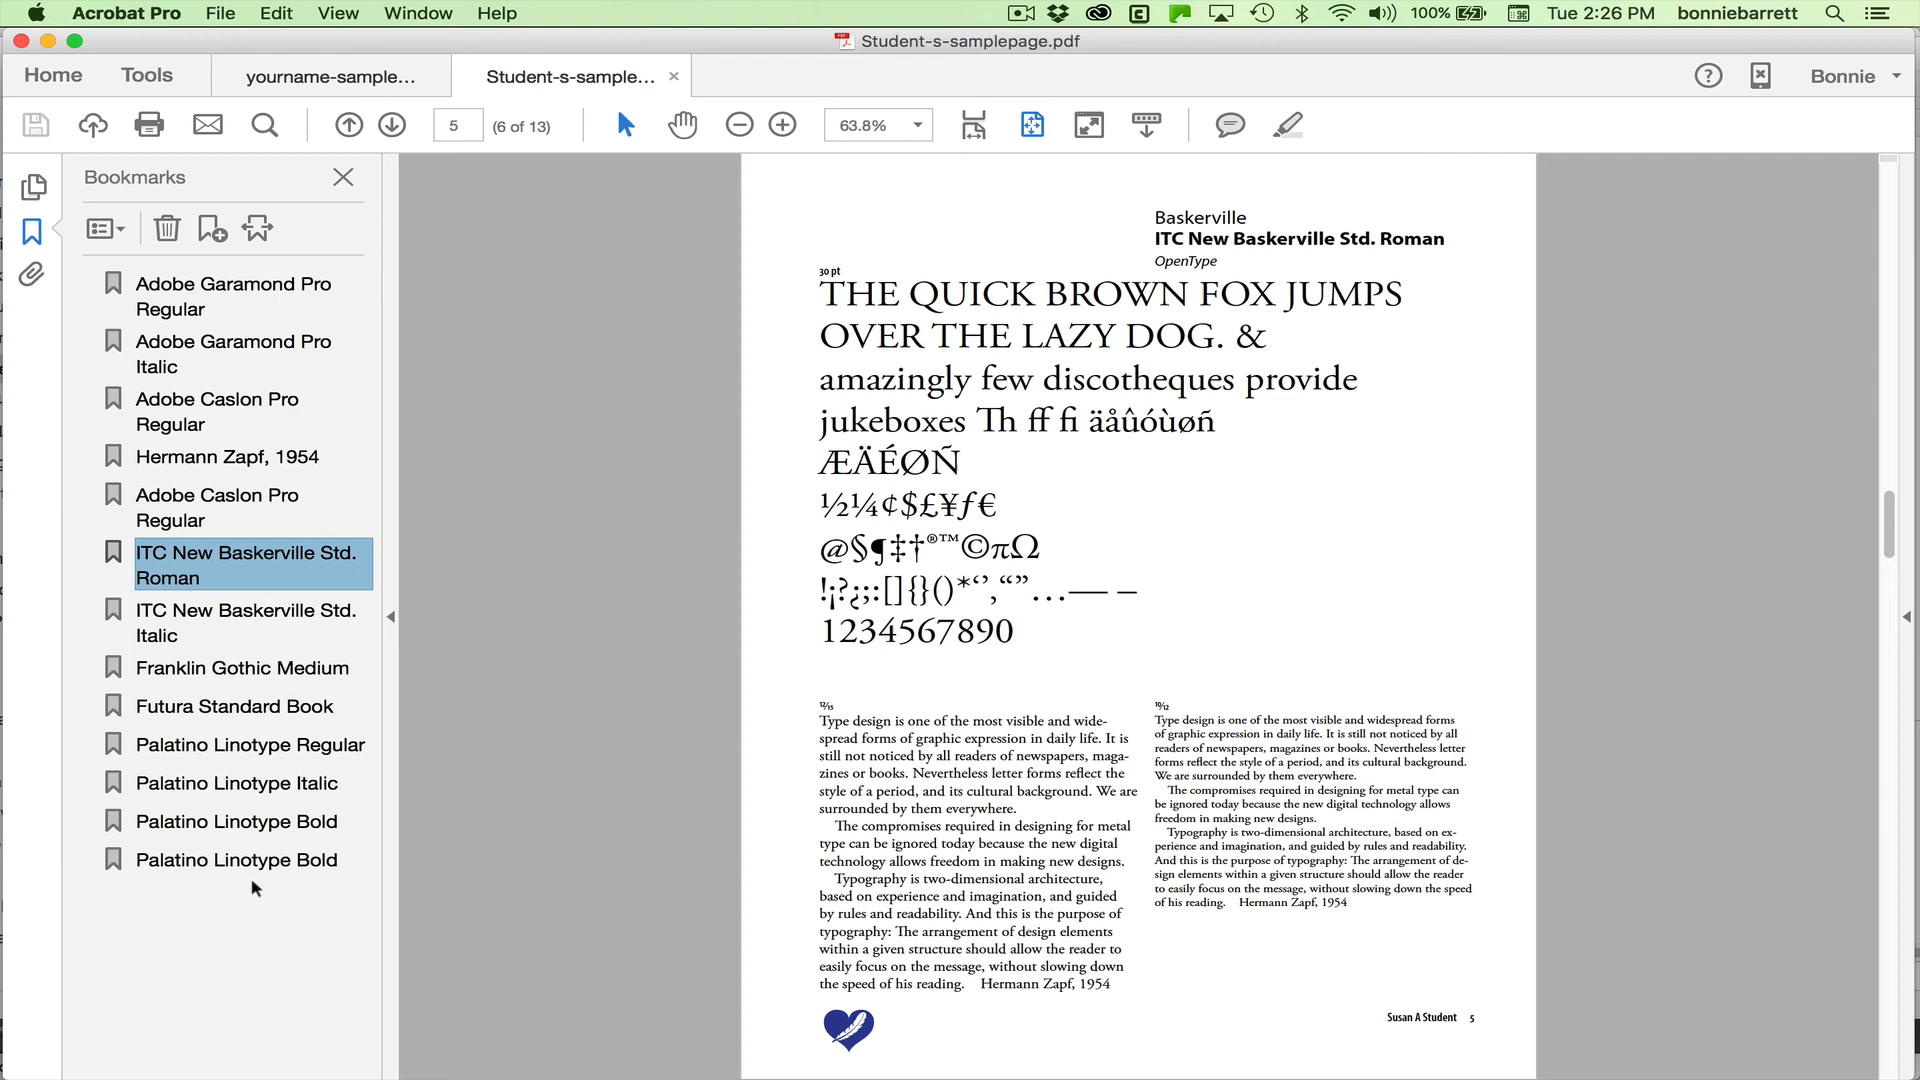 Acrobat Pro File Edit View Window Help 100% Tue 2:26 PM bonniebarrett
Student-s-samplepage.pdf
Home Tools yourname-sample... Student-s-sample... Bonnie
5 (6 of 13) 63.8%
Bookmarks
Adobe Garamond Pro
Regular
Adobe Garamond Pro
Italic
Adobe Caslon Pro
Regular
Hermann Zapf, 1954
Adobe Caslon Pro
Regular
ITC New Baskerville Std.
Roman
ITC New Baskerville Std.
Italic
Franklin Gothic Medium
Futura Standard Book
Palatino Linotype Regular
Palatino Linotype Italic
Palatino Linotype Bold
Palatino Linotype Bold
Baskerville
ITC New Baskerville Std. Roman
OpenType
30 pt
THE QUICK BROWN FOX JUMPS
OVER THE LAZY DOG. &
amazingly few discotheques provide
jukeboxes Th ff fi äåûóùøñ
ÆÄÉØÑ
½¼¢$£¥ƒ€
@§¶‡†®™©πΩ
!¡?¿;:[]{}()*‘’,“”…— –
1234567890
12/15
Type design is one of the most visible and wide-
spread forms of graphic expression in daily life. It is
still not noticed by all readers of newspapers, maga-
zines or books. Nevertheless letter forms reflect the
style of a period, and its cultural background. We are
surrounded by them everywhere.
The compromises required in designing for metal
type can be ignored today because the new digital
technology allows freedom in making new designs.
Typography is two-dimensional architecture,
based on experience and imagination, and guided
by rules and readability. And this is the purpose of
typography: The arrangement of design elements
within a given structure should allow the reader to
easily focus on the message, without slowing down
the speed of his reading. Hermann Zapf, 1954
10/12
Type design is one of the most visible and widespread forms
of graphic expression in daily life. It is still not noticed by all
readers of newspapers, magazines or books. Nevertheless letter
forms reflect the style of a period, and its cultural background.
We are surrounded by them everywhere.
The compromises required in designing for metal type can
be ignored today because the new digital technology allows
freedom in making new designs.
Typography is two-dimensional architecture, based on ex-
perience and imagination, and guided by rules and readability.
And this is the purpose of typography: The arrangement of de-
sign elements within a given structure should allow the reader
to easily focus on the message, without slowing down the speed
of his reading. Hermann Zapf, 1954
Susan A Student 5